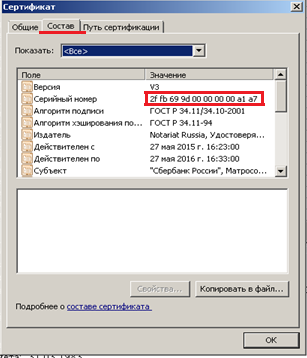 Сертификат
Общие Состав Путь сертификации
Показать: <Все>
Поле Значение
Версия V3
Серийный номер 2f fb 69 9d 00 00 00 00 a1 a7
Алгоритм подписи ГОСТ Р 34.11/34.10-2001
Алгоритм хэширования по... ГОСТ Р 34.11-94
Издатель Notariat Russia, Удостовере...
Действителен с 27 мая 2015 г. 16:23:00
Действителен по 27 мая 2016 г. 16:33:00
Субъект "Сбербанк России", Матросо...
Свойства... Копировать в файл...
Подробнее о составе сертификата
OK